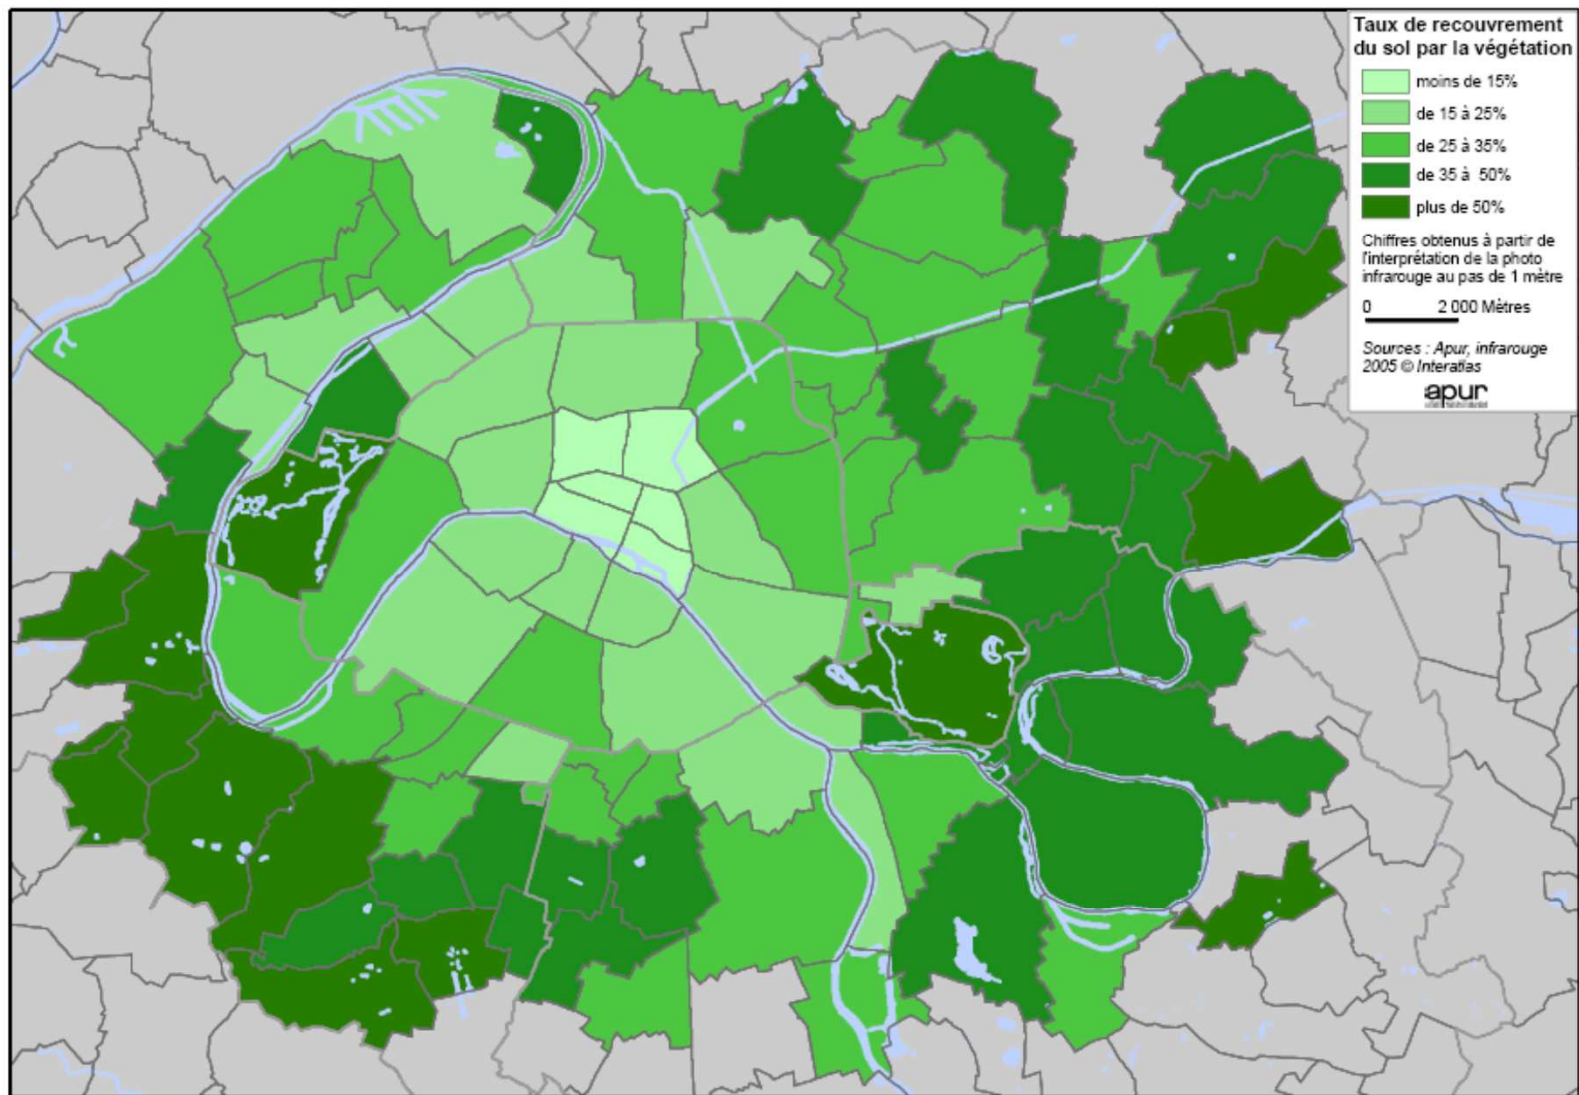 Taux de recouvrement
du sol par la végétation
moins de 15%
de 15 à 25%
de 25 à 35%
de 35 à 50%
plus de 50%
Chiffres obtenus à partir de
l'interprétation de la photo
infrarouge au pas de 1 mètre
0 2 000 Mètres
Sources : Apur, infrarouge
2005 © Interatlas
apur